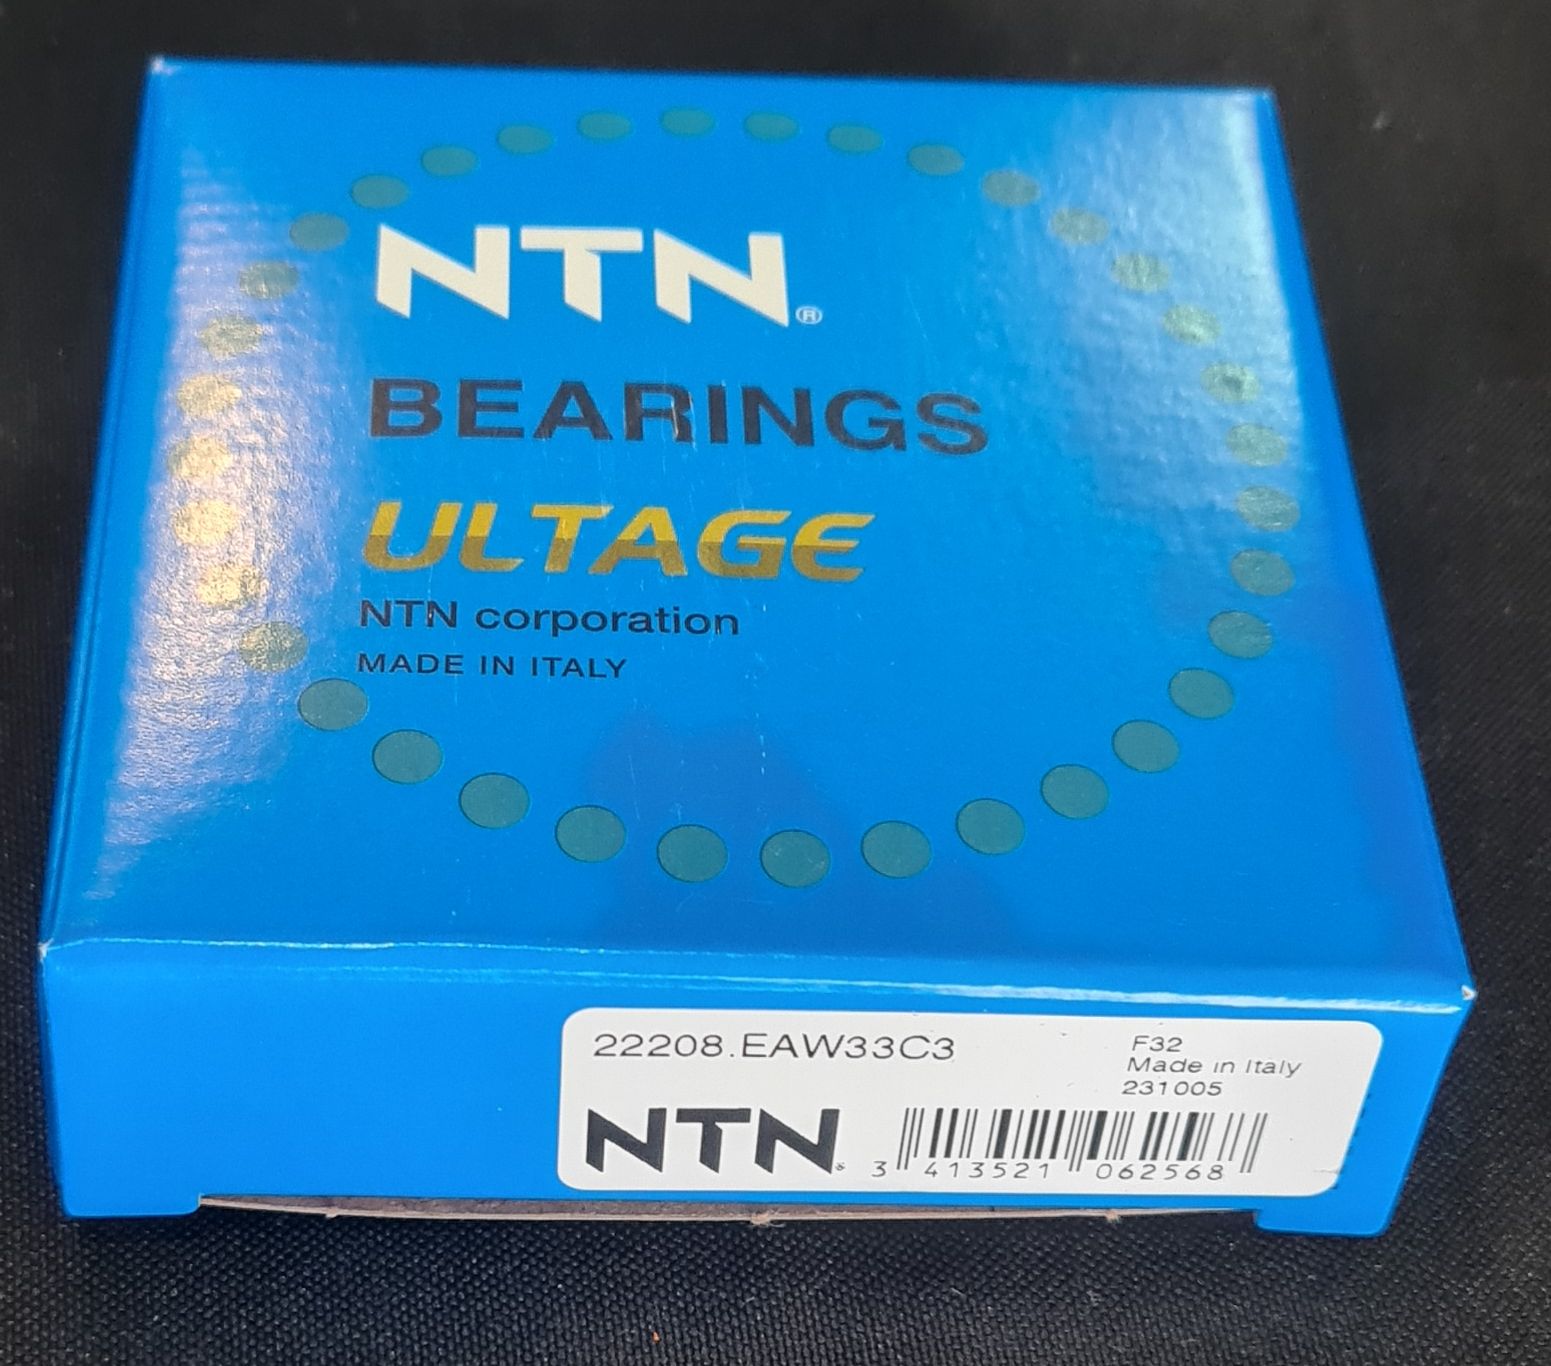 NTN®
BEARINGS
ULTAGE
NTN corporation
MADE IN ITALY
22208.EAW33C3
F32
Made in Italy
231005
NTN®
3 413521 062568